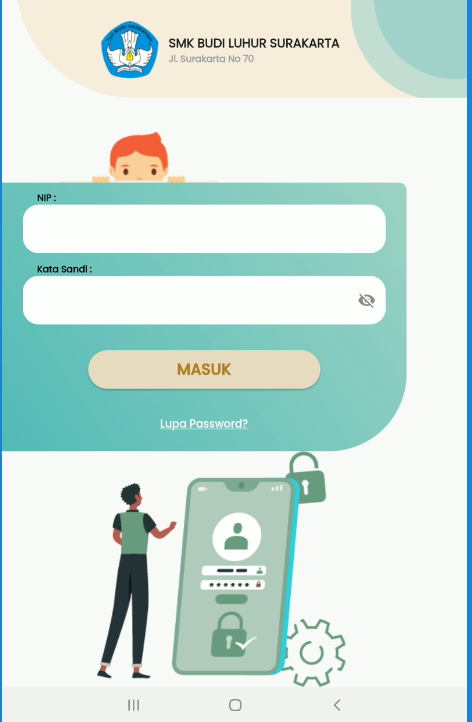 SMK BUDI LUHUR SURAKARTA
Jl. Surakarta No 70
NIP :
Kata Sandi :
MASUK
Lupa Password?